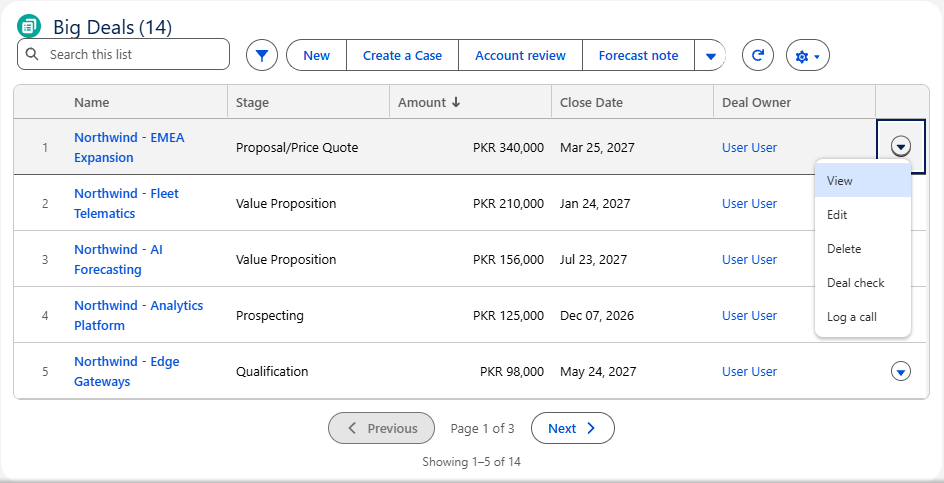 Big Deals (14)
Search this list
New Create a Case Account review Forecast note
Name Stage Amount Close Date Deal Owner
1 Northwind - EMEA Expansion Proposal/Price Quote PKR 340,000 Mar 25, 2027 User User
View
2 Northwind - Fleet Telematics Value Proposition PKR 210,000 Jan 24, 2027 User User
Edit
3 Northwind - AI Forecasting Value Proposition PKR 156,000 Jul 23, 2027 User User
Delete
Deal check
4 Northwind - Analytics Platform Prospecting PKR 125,000 Dec 07, 2026 User User
Log a call
5 Northwind - Edge Gateways Qualification PKR 98,000 May 24, 2027 User User
Previous Page 1 of 3 Next
Showing 1–5 of 14